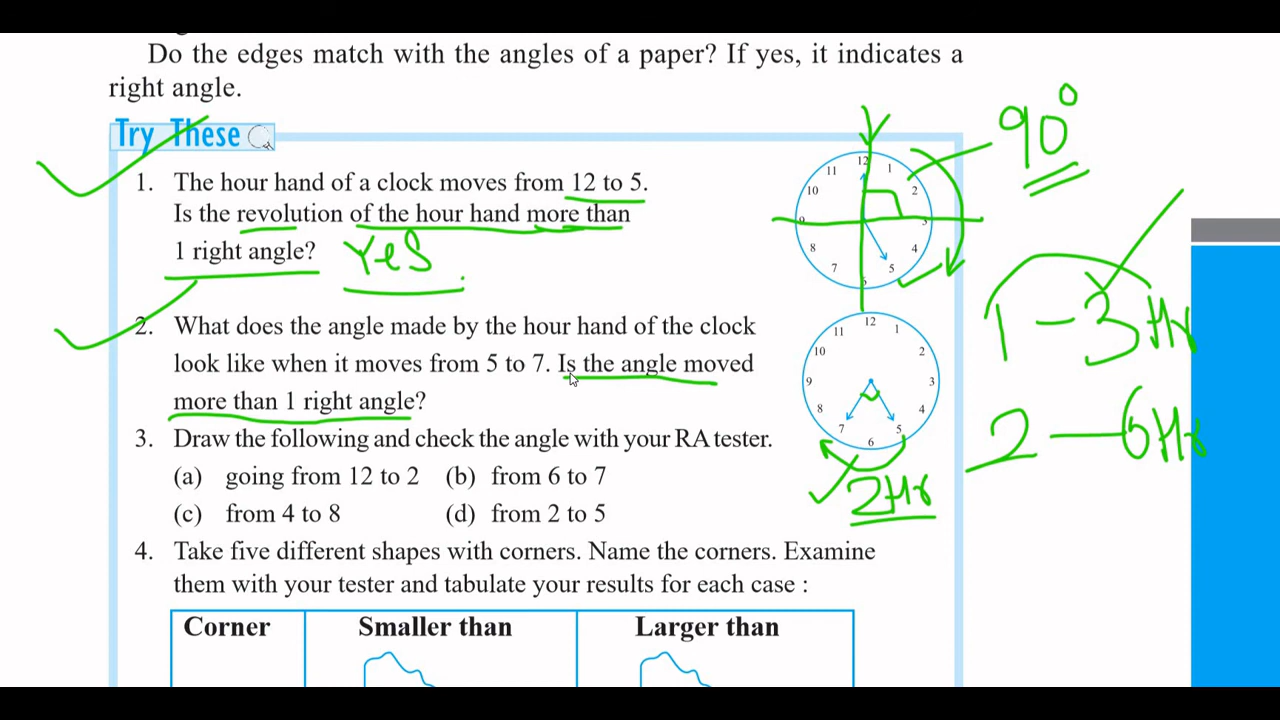 Do the edges match with the angles of a paper? If yes, it indicates a
right angle.
Try These
1. The hour hand of a clock moves from 12 to 5.
Is the revolution of the hour hand more than
1 right angle?
Yes
12
1
2
3
4
5
6
7
8
9
10
11
90°
2. What does the angle made by the hour hand of the clock
look like when it moves from 5 to 7. Is the angle moved
more than 1 right angle?
12
1
2
3
4
5
6
7
8
9
10
11
2Hr
1 – 3Hr
2 — 6Hr
3. Draw the following and check the angle with your RA tester.
(a) going from 12 to 2 (b) from 6 to 7
(c) from 4 to 8 (d) from 2 to 5
4. Take five different shapes with corners. Name the corners. Examine
them with your tester and tabulate your results for each case :
Corner Smaller than Larger than